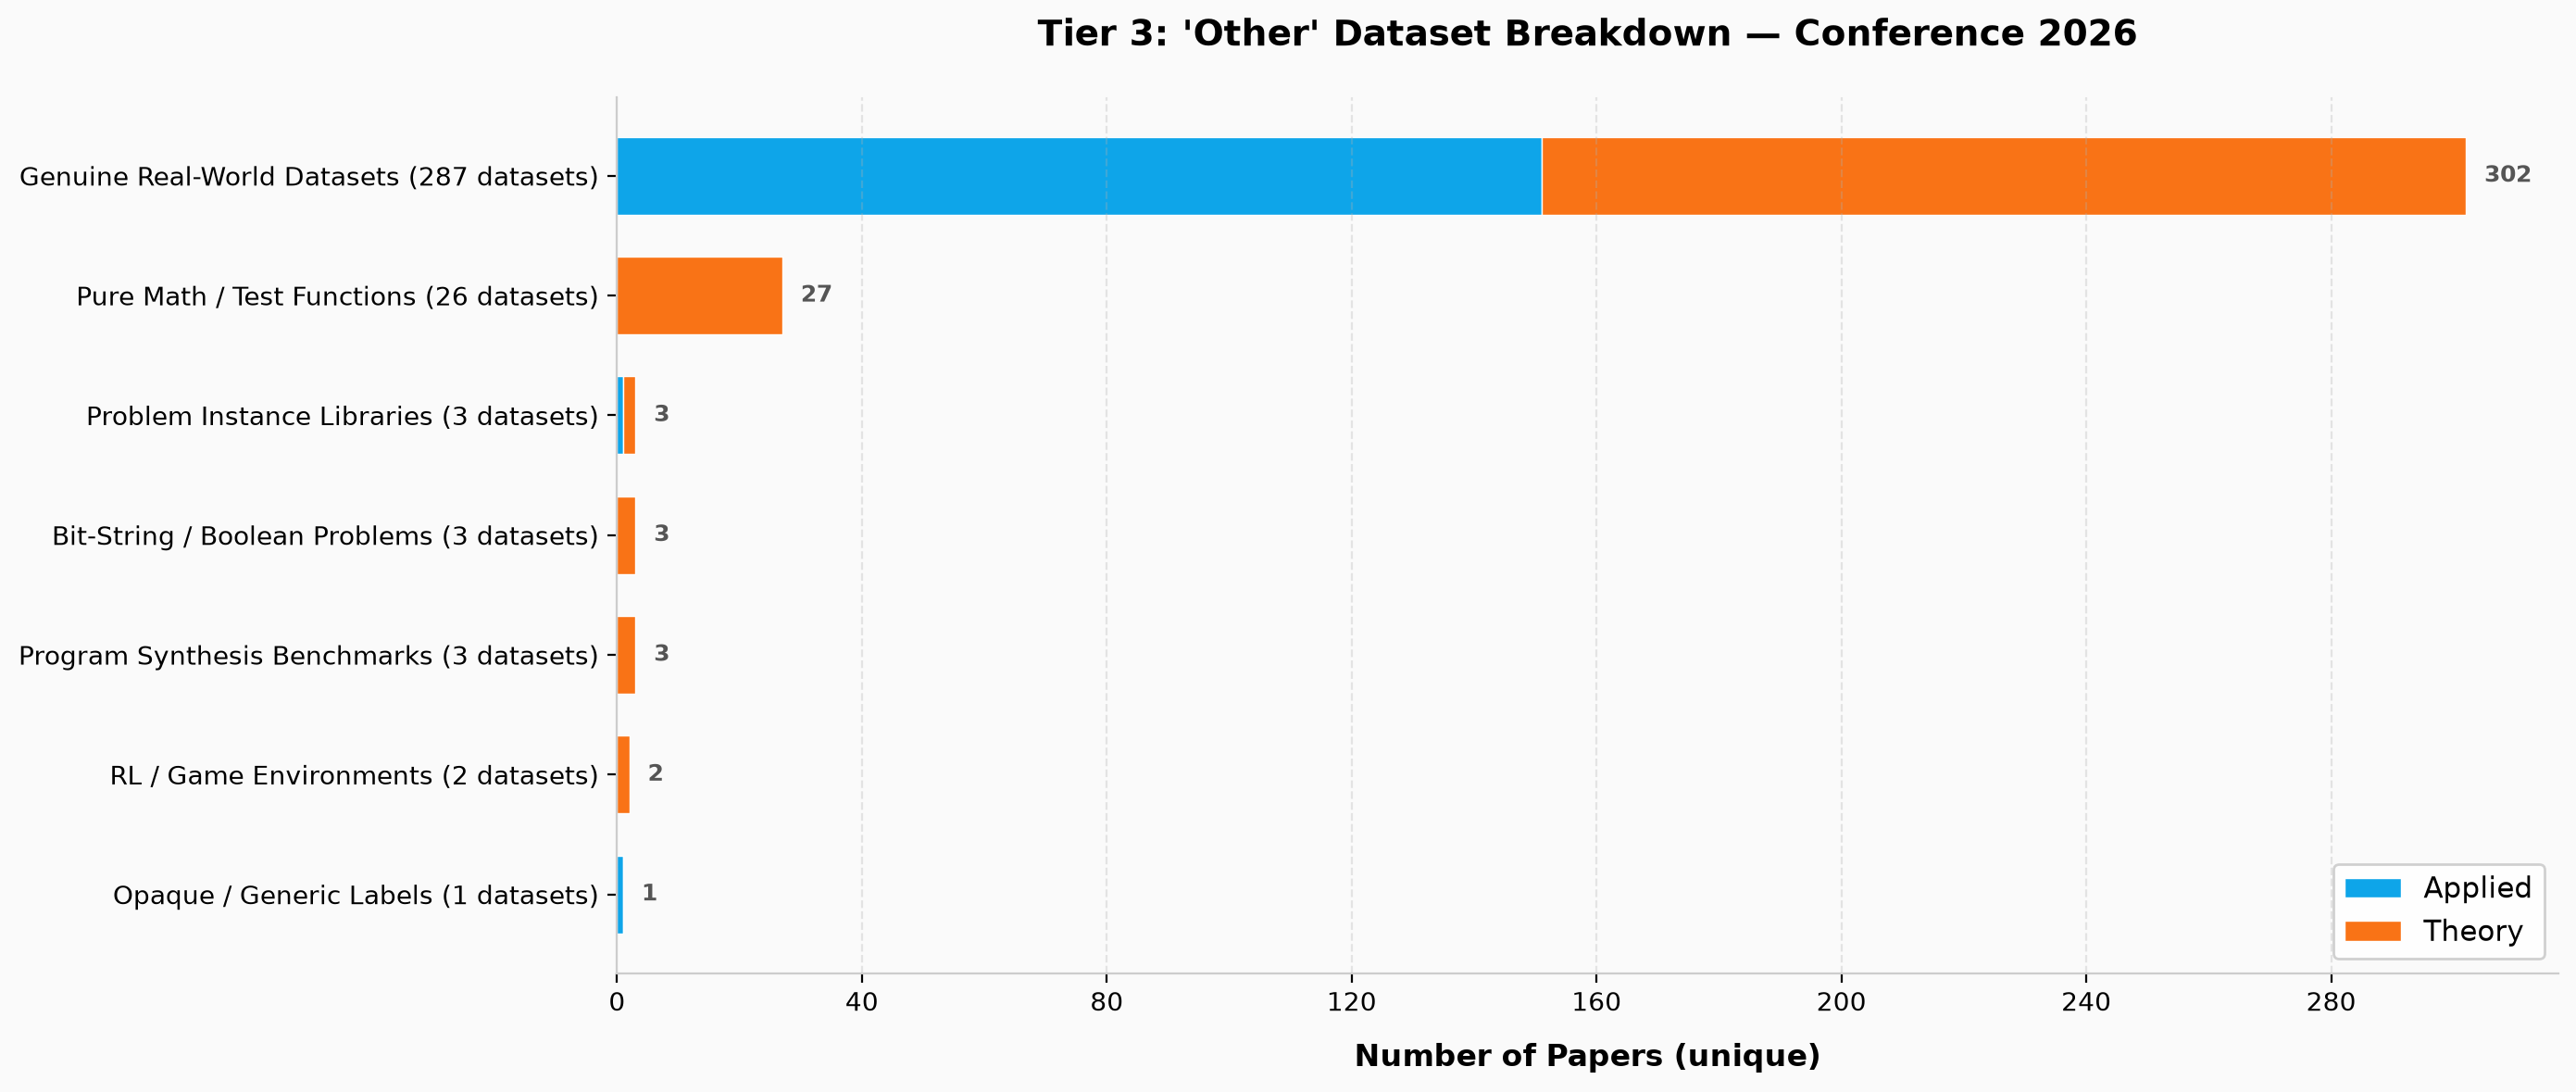 Tier 3: 'Other' Dataset Breakdown — Conference 2026
Genuine Real-World Datasets (287 datasets)
302
Pure Math / Test Functions (26 datasets)
27
Problem Instance Libraries (3 datasets)
3
Bit-String / Boolean Problems (3 datasets)
3
Program Synthesis Benchmarks (3 datasets)
3
RL / Game Environments (2 datasets)
2
Opaque / Generic Labels (1 datasets)
1
Applied
Theory
0 40 80 120 160 200 240 280
Number of Papers (unique)